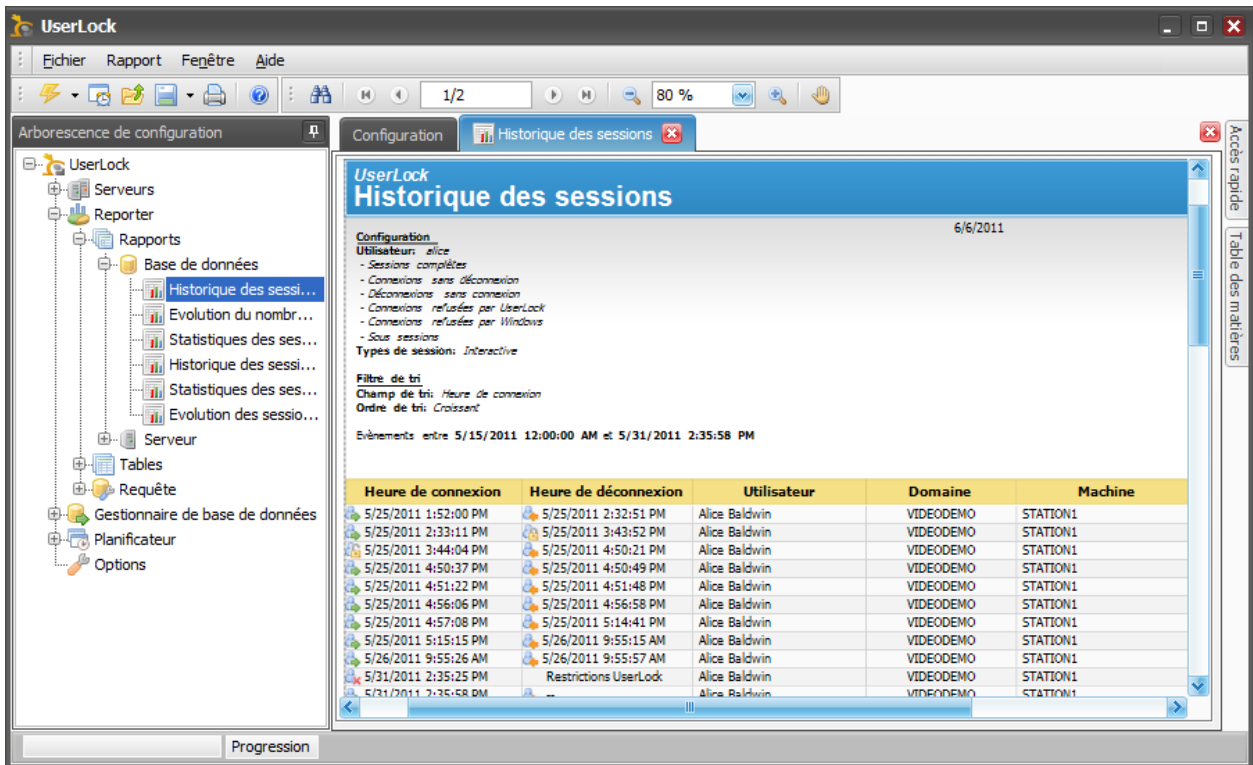 UserLock
Fichier Rapport Fenêtre Aide
1/2 80 %
Arborescence de configuration
UserLock
Serveurs
Reporter
Rapports
Base de données
Historique des sessi...
Evolution du nombr...
Statistiques des ses...
Historique des sessi...
Statistiques des ses...
Evolution des sessio...
Serveur
Tables
Requête
Gestionnaire de base de données
Planificateur
Options
Configuration Historique des sessions
UserLock
Historique des sessions
6/6/2011
Configuration
Utilisateur: alice
- Sessions complètes
- Connexions sans déconnexion
- Déconnexions sans connexion
- Connexions refusées par UserLock
- Connexions refusées par Windows
- Sous sessions
Types de session: Interactive
Filtre de tri
Champ de tri: Heure de connexion
Ordre de tri: Croissant
Evènements entre 5/15/2011 12:00:00 AM et 5/31/2011 2:35:58 PM
Heure de connexion Heure de déconnexion Utilisateur Domaine Machine
5/25/2011 1:52:00 PM 5/25/2011 2:32:51 PM Alice Baldwin VIDEODEMO STATION1
5/25/2011 2:33:11 PM 5/25/2011 3:43:52 PM Alice Baldwin VIDEODEMO STATION1
5/25/2011 3:44:04 PM 5/25/2011 4:50:21 PM Alice Baldwin VIDEODEMO STATION1
5/25/2011 4:50:37 PM 5/25/2011 4:50:49 PM Alice Baldwin VIDEODEMO STATION1
5/25/2011 4:51:22 PM 5/25/2011 4:51:48 PM Alice Baldwin VIDEODEMO STATION1
5/25/2011 4:56:06 PM 5/25/2011 4:56:58 PM Alice Baldwin VIDEODEMO STATION1
5/25/2011 4:57:08 PM 5/25/2011 5:14:41 PM Alice Baldwin VIDEODEMO STATION1
5/25/2011 5:15:15 PM 5/26/2011 9:55:15 AM Alice Baldwin VIDEODEMO STATION1
5/26/2011 9:55:26 AM 5/26/2011 9:55:57 AM Alice Baldwin VIDEODEMO STATION1
5/31/2011 2:35:25 PM Restrictions UserLock Alice Baldwin VIDEODEMO STATION1
5/31/2011 2:35:58 PM -- Alice Baldwin VIDEODEMO STATION1
Accès rapide
Table des matières
Progression